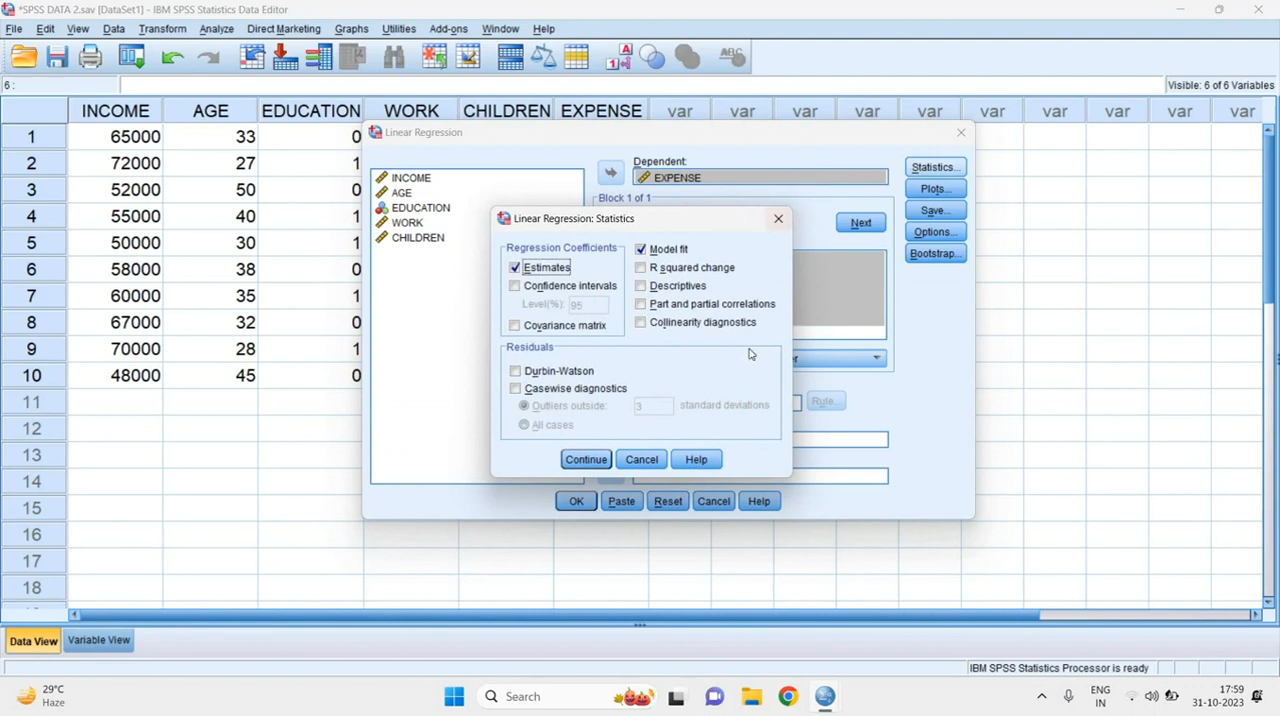 *SPSS DATA 2.sav [DataSet1] - IBM SPSS Statistics Data Editor
File Edit View Data Transform Analyze Direct Marketing Graphs Utilities Add-ons Window Help
6 : Visible: 6 of 6 Variables
INCOME AGE EDUCATION WORK CHILDREN EXPENSE var var var var var var var var var
1 65000 33 0
2 72000 27 1
3 52000 50 0
4 55000 40 1
5 50000 30 1
6 58000 38 0
7 60000 35 1
8 67000 32 0
9 70000 28 1
10 48000 45 0
11
12
13
14
15
16
17
18
Linear Regression
INCOME
AGE
EDUCATION
WORK
CHILDREN
Dependent:
EXPENSE
Block 1 of 1
Next
Statistics...
Plots...
Save...
Options...
Bootstrap...
Rule...
OK Paste Reset Cancel Help
Linear Regression: Statistics
Regression Coefficients
Estimates
Confidence intervals
Level(%): 95
Covariance matrix
Model fit
R squared change
Descriptives
Part and partial correlations
Collinearity diagnostics
Residuals
Durbin-Watson
Casewise diagnostics
Outliers outside: 3 standard deviations
All cases
Continue Cancel Help
Data View Variable View
IBM SPSS Statistics Processor is ready
29°C
Haze
Search
ENG
IN
17:59
31-10-2023